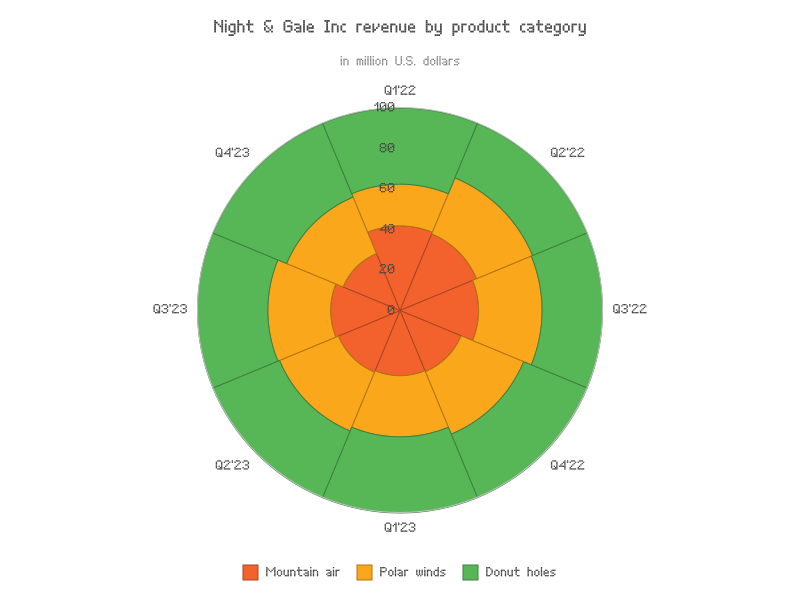 Night & Gale Inc revenue by product category
in million U.S. dollars
Q1'22
100
Q4'23
80
Q2'22
60
40
20
Q3'23
0
Q3'22
Q2'23
Q4'22
Q1'23
Mountain air
Polar winds
Donut holes